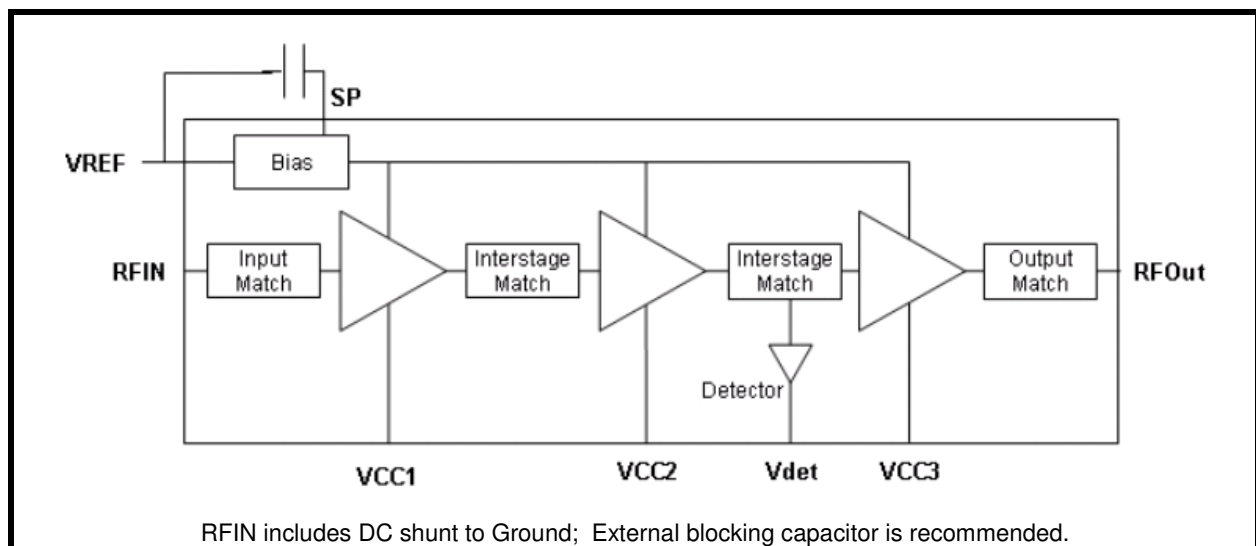 SP
VREF
Bias
RFIN
Input
Match
Interstage
Match
Interstage
Match
Output
Match
RFOut
Detector
VCC1
VCC2
Vdet
VCC3
RFIN includes DC shunt to Ground; External blocking capacitor is recommended.